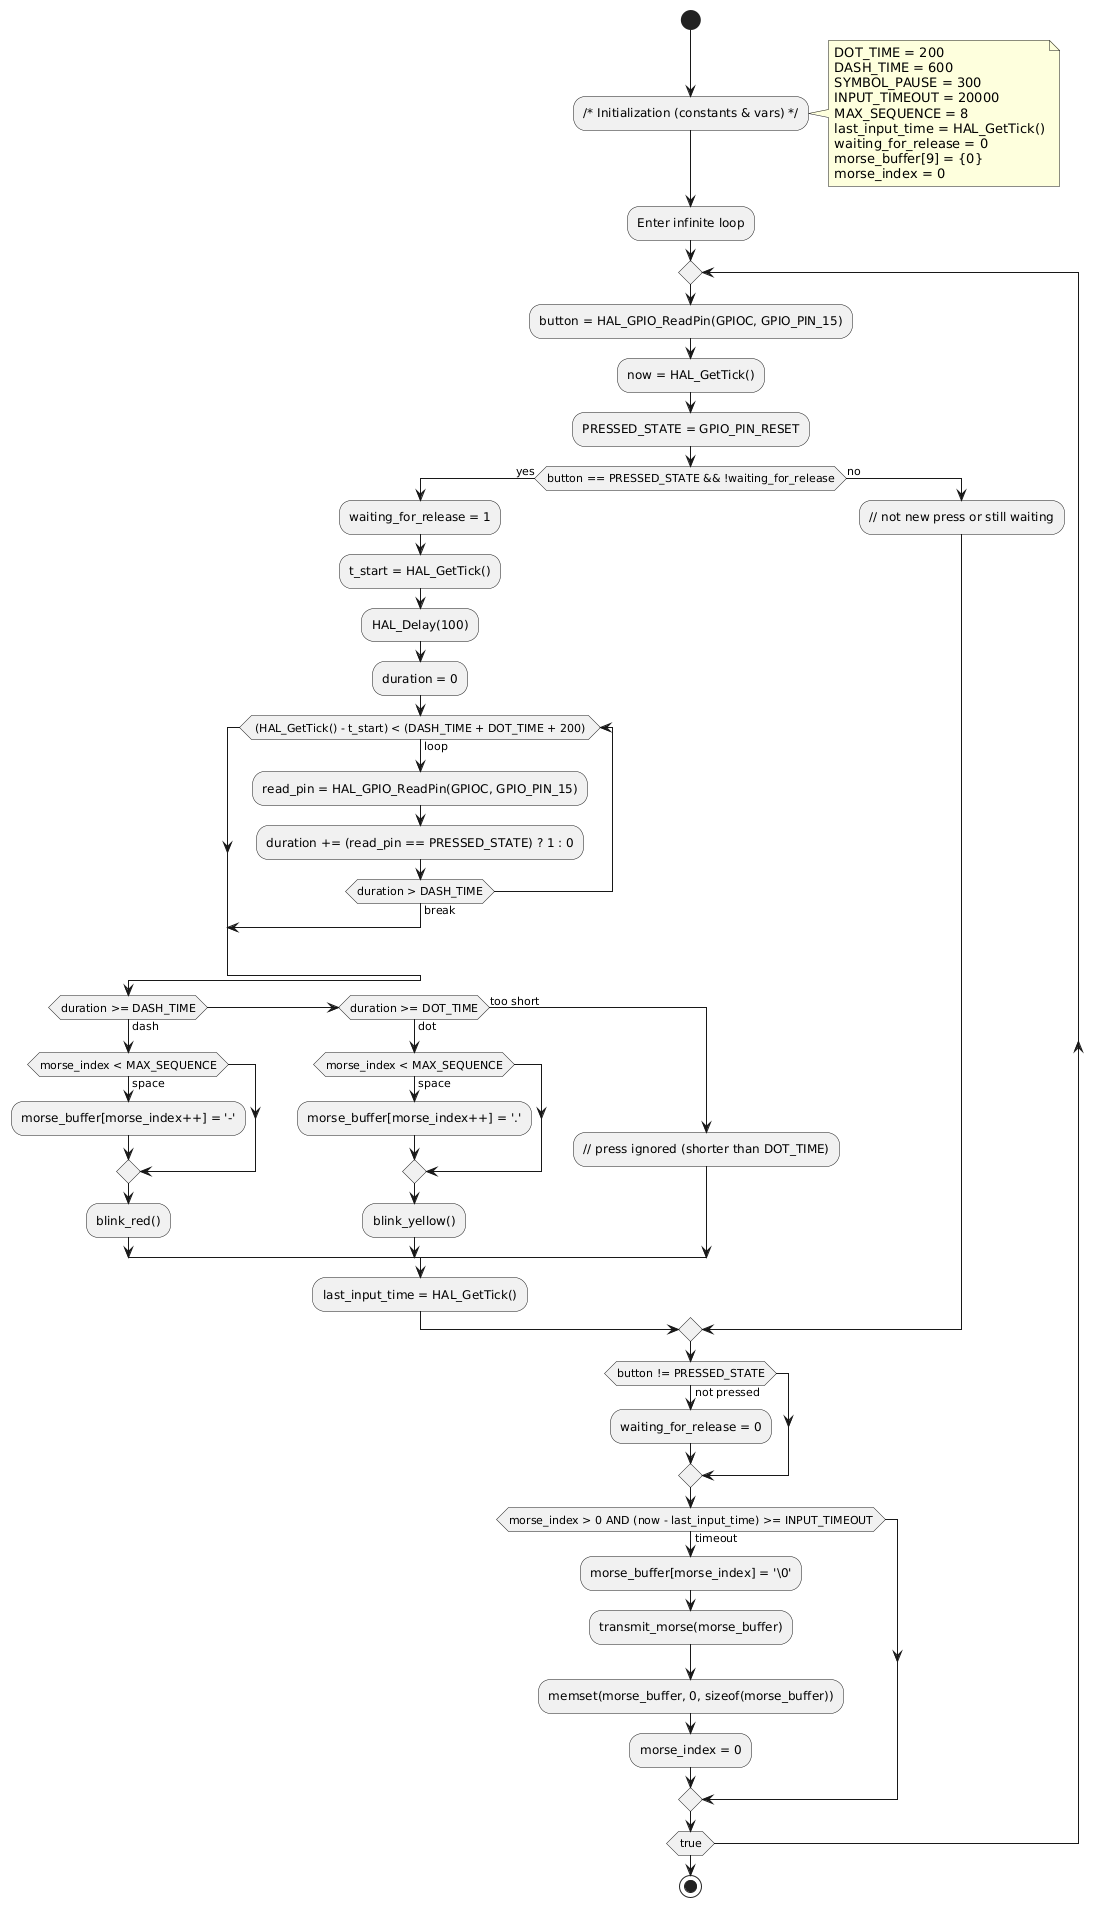 DOT_TIME = 200
DASH_TIME = 600
SYMBOL_PAUSE = 300
INPUT_TIMEOUT = 20000
MAX_SEQUENCE = 8
last_input_time = HAL_GetTick()
waiting_for_release = 0
morse_buffer[9] = {0}
morse_index = 0
/* Initialization (constants & vars) */
Enter infinite loop
button = HAL_GPIO_ReadPin(GPIOC, GPIO_PIN_15)
now = HAL_GetTick()
PRESSED_STATE = GPIO_PIN_RESET
yes
button == PRESSED_STATE && !waiting_for_release
no
waiting_for_release = 1
// not new press or still waiting
t_start = HAL_GetTick()
HAL_Delay(100)
duration = 0
(HAL_GetTick() - t_start) < (DASH_TIME + DOT_TIME + 200)
loop
read_pin = HAL_GPIO_ReadPin(GPIOC, GPIO_PIN_15)
duration += (read_pin == PRESSED_STATE) ? 1 : 0
duration > DASH_TIME
break
duration >= DASH_TIME
duration >= DOT_TIME
too short
dash
dot
morse_index < MAX_SEQUENCE
morse_index < MAX_SEQUENCE
space
space
morse_buffer[morse_index++] = '-'
morse_buffer[morse_index++] = '.'
// press ignored (shorter than DOT_TIME)
blink_red()
blink_yellow()
last_input_time = HAL_GetTick()
button != PRESSED_STATE
not pressed
waiting_for_release = 0
morse_index > 0 AND (now - last_input_time) >= INPUT_TIMEOUT
timeout
morse_buffer[morse_index] = '\0'
transmit_morse(morse_buffer)
memset(morse_buffer, 0, sizeof(morse_buffer))
morse_index = 0
true